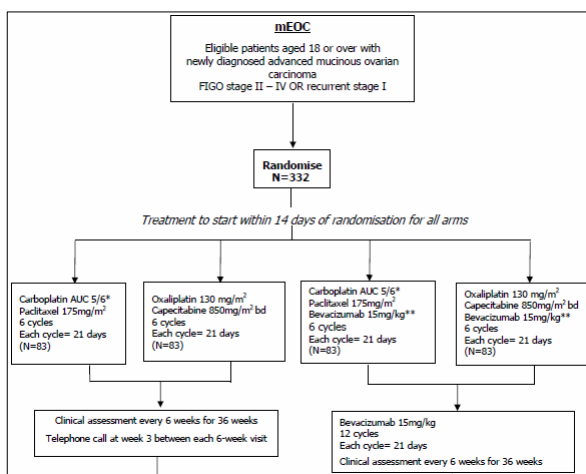 mEOC
Eligible patients aged 18 or over with
newly diagnosed advanced mucinous ovarian
carcinoma
FIGO stage II – IV OR recurrent stage I
Randomise
N=332
Treatment to start within 14 days of randomisation for all arms
Carboplatin AUC 5/6*
Paclitaxel 175mg/m²
6 cycles
Each cycle= 21 days
(N=83)
Oxaliplatin 130 mg/m²
Capecitabine 850mg/m² bd
6 cycles
Each cycle= 21 days
(N=83)
Carboplatin AUC 5/6*
Paclitaxel 175mg/m²
Bevacizumab 15mg/kg**
6 cycles
Each cycle= 21 days
(N=83)
Oxaliplatin 130 mg/m²
Capecitabine 850mg/m² bd
Bevacizumab 15mg/kg**
6 cycles
Each cycle= 21 days
(N=83)
Clinical assessment every 6 weeks for 36 weeks
Telephone call at week 3 between each 6-week visit
Bevacizumab 15mg/kg
12 cycles
Each cycle= 21 days
Clinical assessment every 6 weeks for 36 weeks